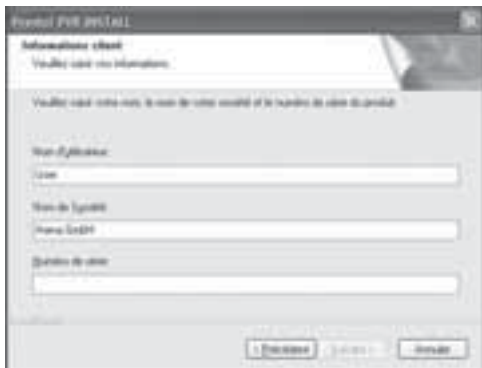 PVR INSTALL
Informations client
Veuillez saisir vos informations.
Veuillez saisir votre nom, le nom de votre société et le numéro de série du produit.
Nom d'utilisateur
User
Nom de Société
Hama GmbH
Numéro de série
< Précédent
Annuler